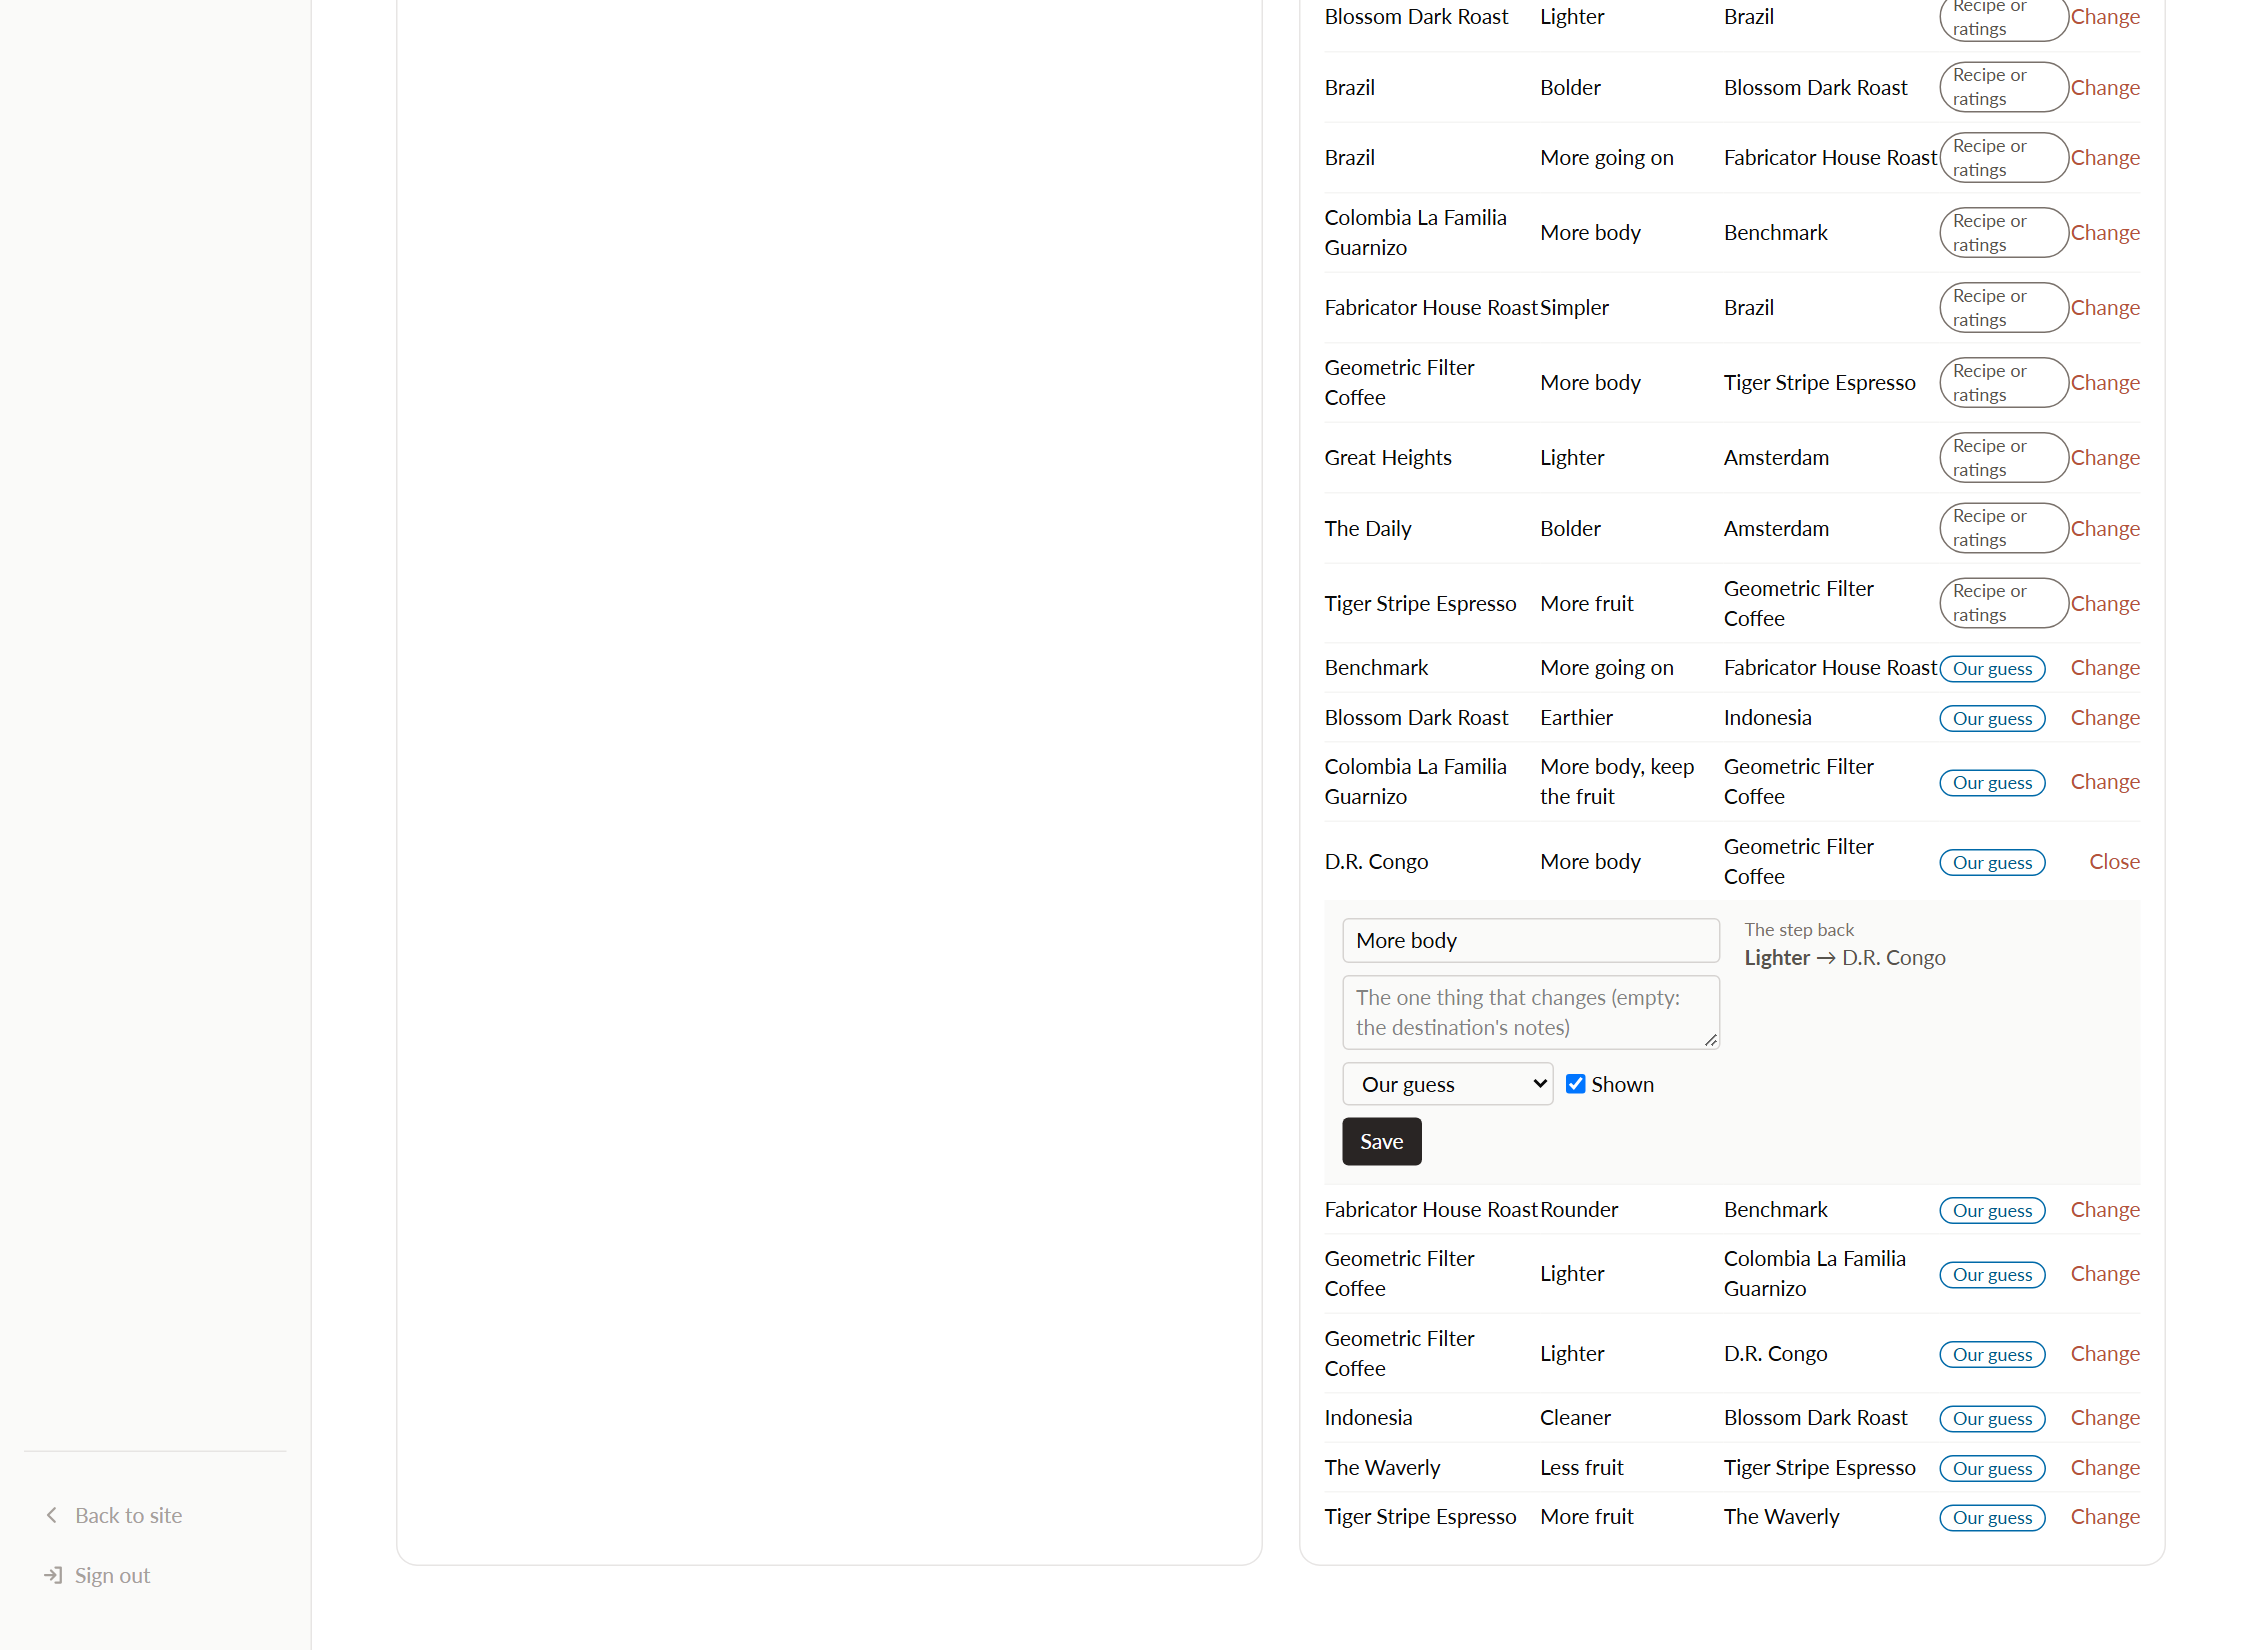 Blossom Dark Roast Lighter Brazil Recipe or ratings Change
Brazil Bolder Blossom Dark Roast Recipe or ratings Change
Brazil More going on Fabricator House Roast Recipe or ratings Change
Colombia La Familia Guarnizo More body Benchmark Recipe or ratings Change
Fabricator House Roast Simpler Brazil Recipe or ratings Change
Geometric Filter Coffee More body Tiger Stripe Espresso Recipe or ratings Change
Great Heights Lighter Amsterdam Recipe or ratings Change
The Daily Bolder Amsterdam Recipe or ratings Change
Tiger Stripe Espresso More fruit Geometric Filter Coffee Recipe or ratings Change
Benchmark More going on Fabricator House Roast Our guess Change
Blossom Dark Roast Earthier Indonesia Our guess Change
Colombia La Familia Guarnizo More body, keep the fruit Geometric Filter Coffee Our guess Change
D.R. Congo More body Geometric Filter Coffee Our guess Close
More body
The one thing that changes (empty:
the destination's notes)
Our guess Shown
Save
The step back
Lighter → D.R. Congo
Fabricator House Roast Rounder Benchmark Our guess Change
Geometric Filter Coffee Lighter Colombia La Familia Guarnizo Our guess Change
Geometric Filter Coffee Lighter D.R. Congo Our guess Change
Indonesia Cleaner Blossom Dark Roast Our guess Change
The Waverly Less fruit Tiger Stripe Espresso Our guess Change
Tiger Stripe Espresso More fruit The Waverly Our guess Change
Back to site
Sign out